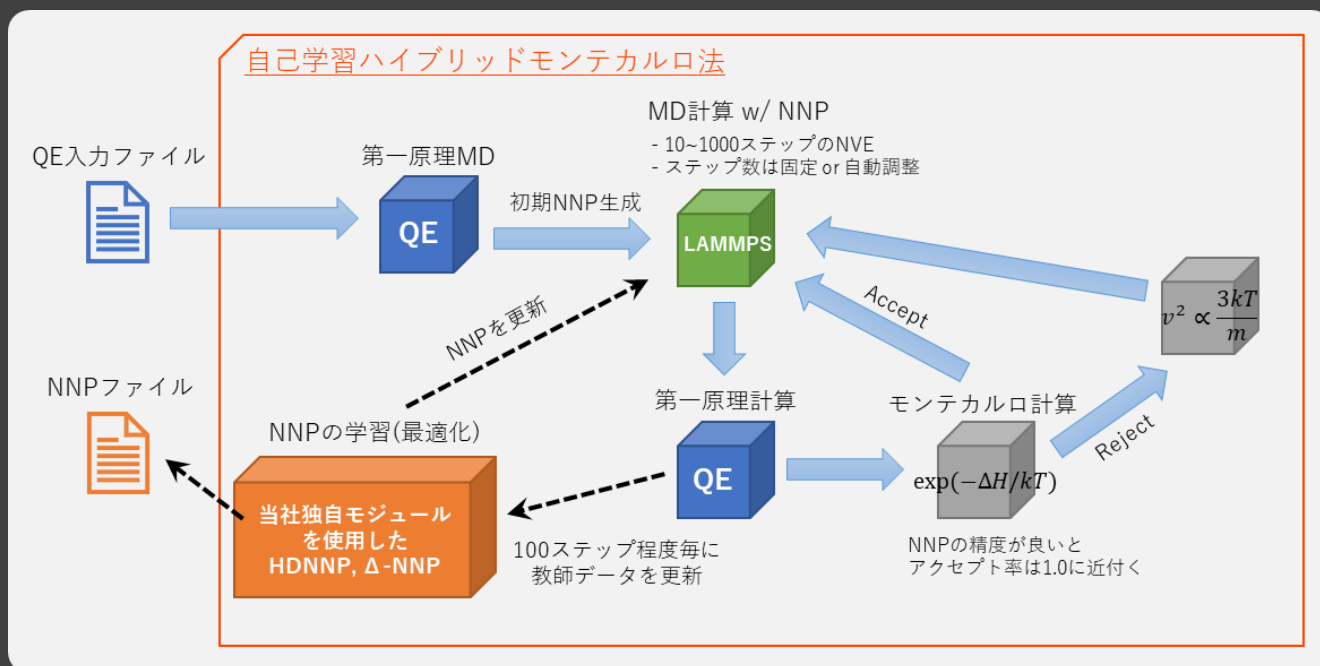 自己学習ハイブリッドモンテカルロ法
QE入力ファイル
第一原理MD
QE
初期NNP生成
MD計算 w/ NNP
- 10~1000ステップのNVE
- ステップ数は固定 or 自動調整
LAMMPS
Accept
v² ∝ 3kT/m
NNPを更新
NNPファイル
NNPの学習(最適化)
当社独自モジュール
を使用した
HDNNP, Δ-NNP
第一原理計算
QE
100ステップ程度毎に
教師データを更新
モンテカルロ計算
exp(−ΔH/kT)
Reject
NNPの精度が良いと
アクセプト率は1.0に近付く